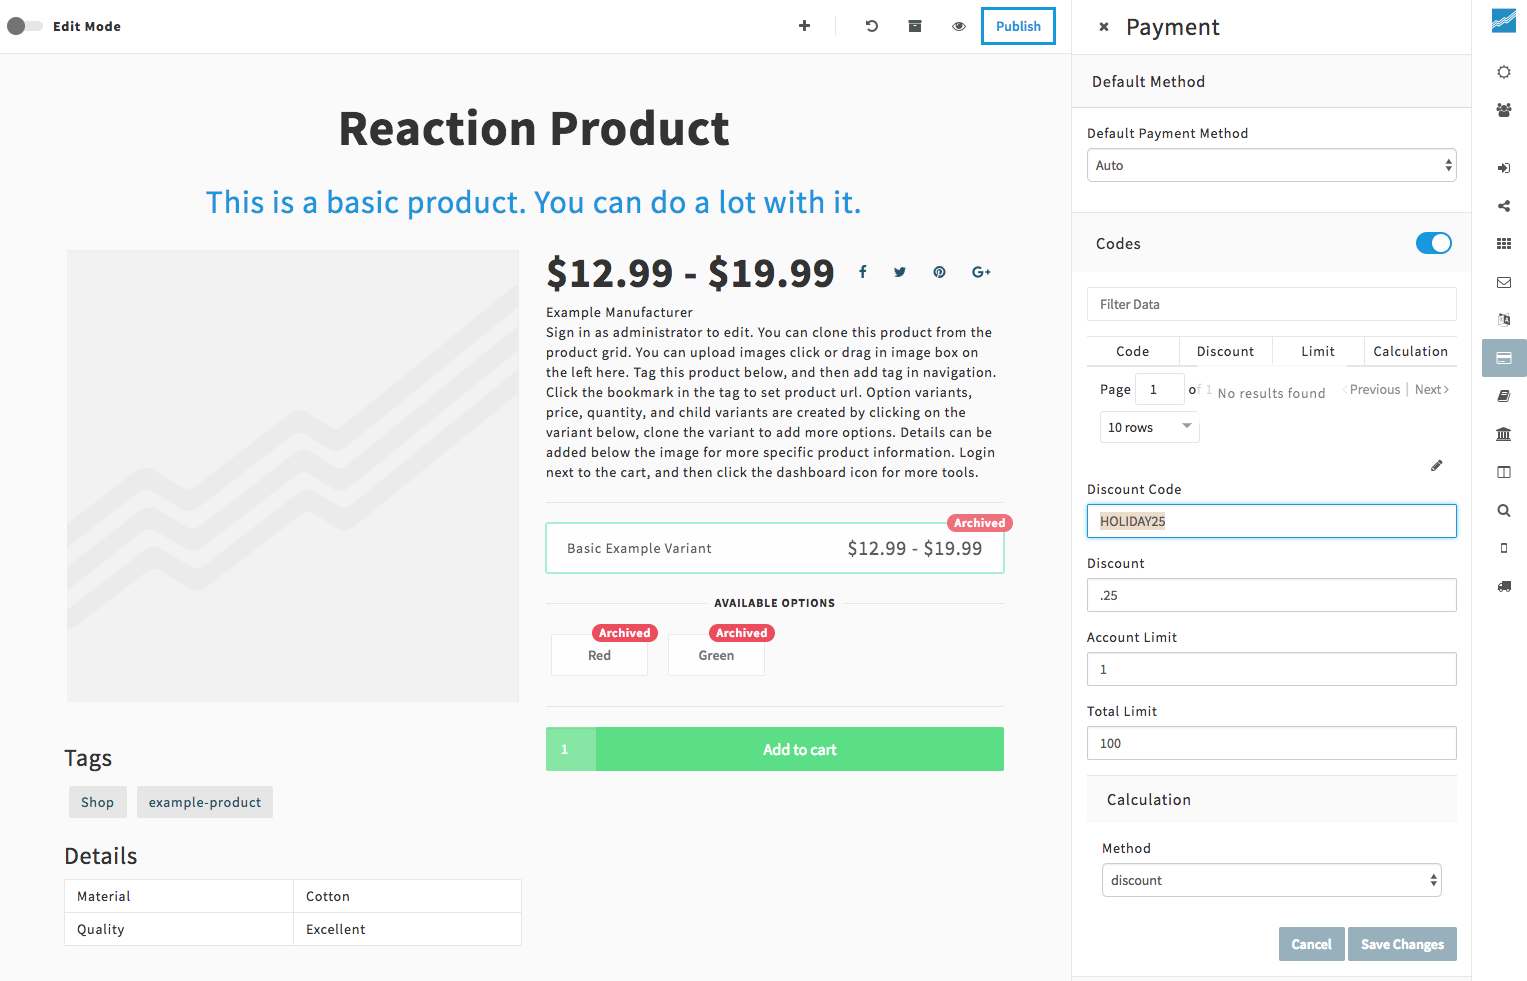 Edit Mode
Publish
Reaction Product
This is a basic product. You can do a lot with it.
$12.99 - $19.99
Example Manufacturer
Sign in as administrator to edit. You can clone this product from the
product grid. You can upload images click or drag in image box on
the left here. Tag this product below, and then add tag in navigation.
Click the bookmark in the tag to set product url. Option variants,
price, quantity, and child variants are created by clicking on the
variant below, clone the variant to add more options. Details can be
added below the image for more specific product information. Login
next to the cart, and then click the dashboard icon for more tools.
Archived
Basic Example Variant $12.99 - $19.99
AVAILABLE OPTIONS
Archived Archived
Red Green
1 Add to cart
Tags
Shop example-product
Details
Material Cotton
Quality Excellent
Payment
Default Method
Default Payment Method
Auto
Codes
Filter Data
Code Discount Limit Calculation
Page 1 of 1 No results found Previous | Next
10 rows
Discount Code
HOLIDAY25
Discount
.25
Account Limit
1
Total Limit
100
Calculation
Method
discount
Cancel Save Changes